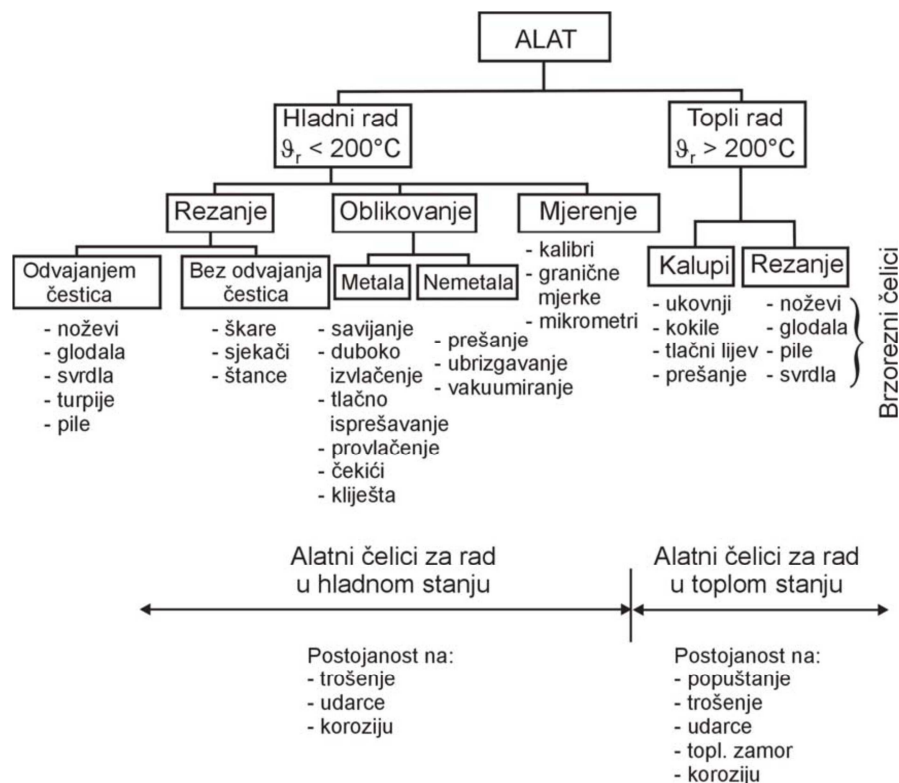 ALAT
Hladni rad
ϑr < 200°C
Topli rad
ϑr > 200°C
Rezanje
Oblikovanje
Mjerenje
- kalibri
- granične
mjerke
- mikrometri
Kalupi
Rezanje
Odvajanjem
čestica
Bez odvajanja
čestica
Metala
Nemetala
- noževi
- glodala
- svrdla
- turpije
- pile
- škare
- sjekači
- štance
- savijanje
- duboko
izvlačenje
- tlačno
isprešavanje
- provlačenje
- čekići
- kliješta
- prešanje
- ubrizgavanje
- vakuumiranje
- ukovnji
- kokile
- tlačni lijev
- prešanje
- noževi
- glodala
- pile
- svrdla
Brzorezni čelici
Alatni čelici za rad
u hladnom stanju
Alatni čelici za rad
u toplom stanju
Postojanost na:
- trošenje
- udarce
- koroziju
Postojanost na:
- popuštanje
- trošenje
- udarce
- topl. zamor
- koroziju